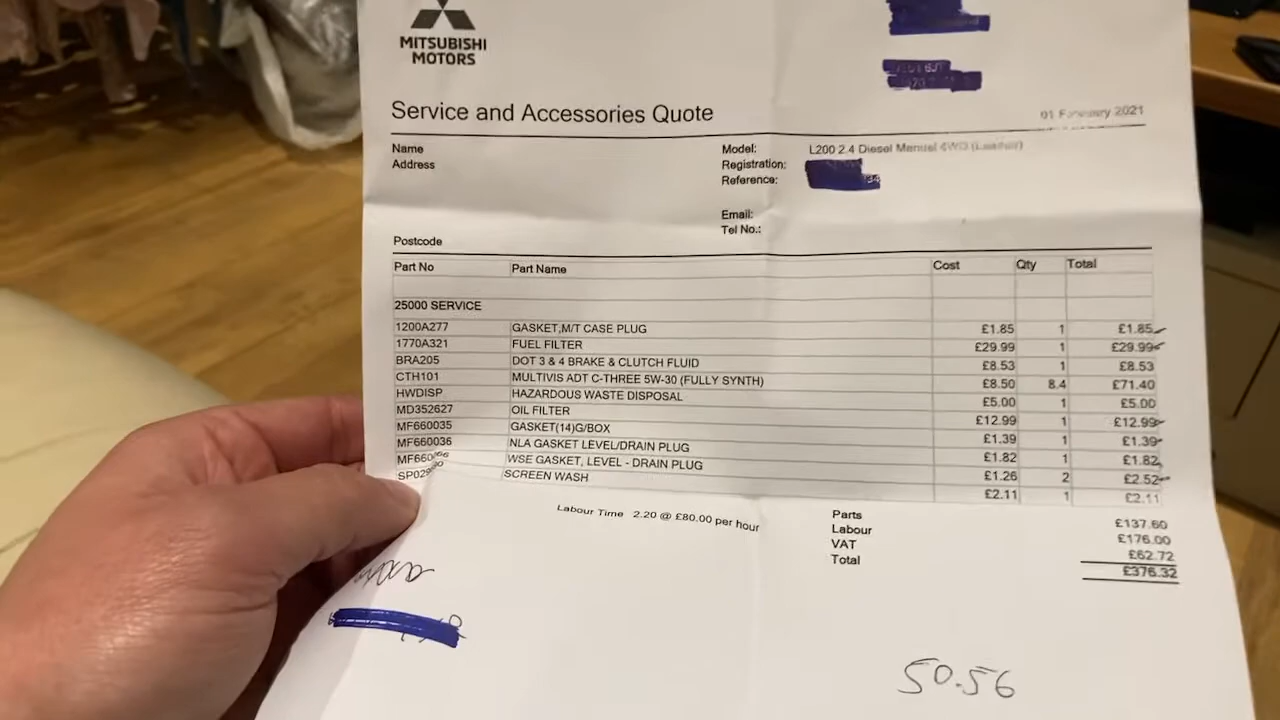 MITSUBISHI
MOTORS
Service and Accessories Quote
01 February 2021
Name
Address
Model: L200 2.4 Diesel Manual 4WD (Leather)
Registration:
Reference:
Email:
Tel No.:
Postcode
Part No Part Name Cost Qty Total
25000 SERVICE
1200A277 GASKET,M/T CASE PLUG £1.85 1 £1.85
1770A321 FUEL FILTER £29.99 1 £29.99
BRA205 DOT 3 & 4 BRAKE & CLUTCH FLUID £8.53 1 £8.53
CTH101 MULTIVIS ADT C-THREE 5W-30 (FULLY SYNTH) £8.50 8.4 £71.40
HWDISP HAZARDOUS WASTE DISPOSAL £5.00 1 £5.00
MD352627 OIL FILTER £12.99 1 £12.99
MF660035 GASKET(14)G/BOX £1.39 1 £1.39
MF660036 NLA GASKET LEVEL/DRAIN PLUG £1.82 1 £1.82
WSE GASKET, LEVEL - DRAIN PLUG £1.26 2 £2.52
SCREEN WASH £2.11 1 £2.11
Labour Time 2.20 @ £80.00 per hour
Parts £137.60
Labour £176.00
VAT £62.72
Total £376.32
50.56